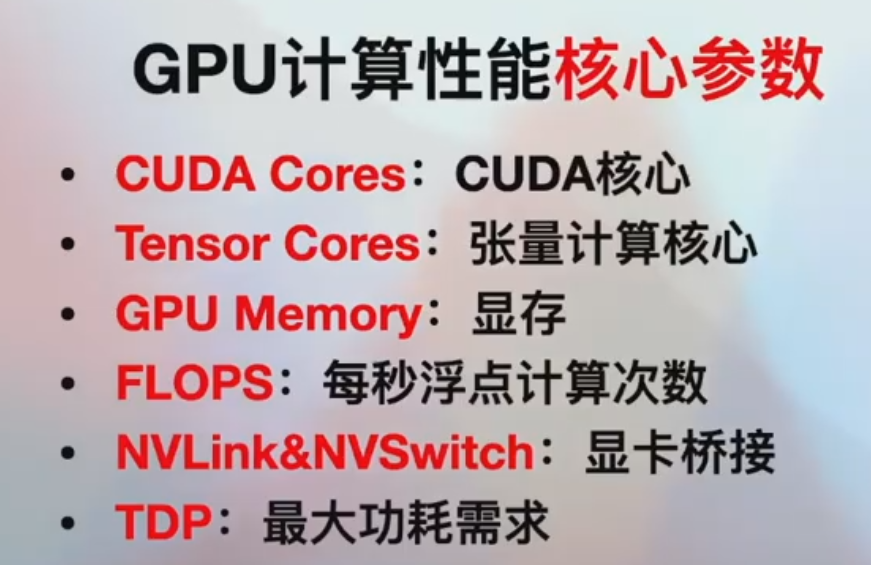 GPU计算性能核心参数
• CUDA Cores：CUDA核心
• Tensor Cores：张量计算核心
• GPU Memory：显存
• FLOPS：每秒浮点计算次数
• NVLink&NVSwitch：显卡桥接
• TDP：最大功耗需求